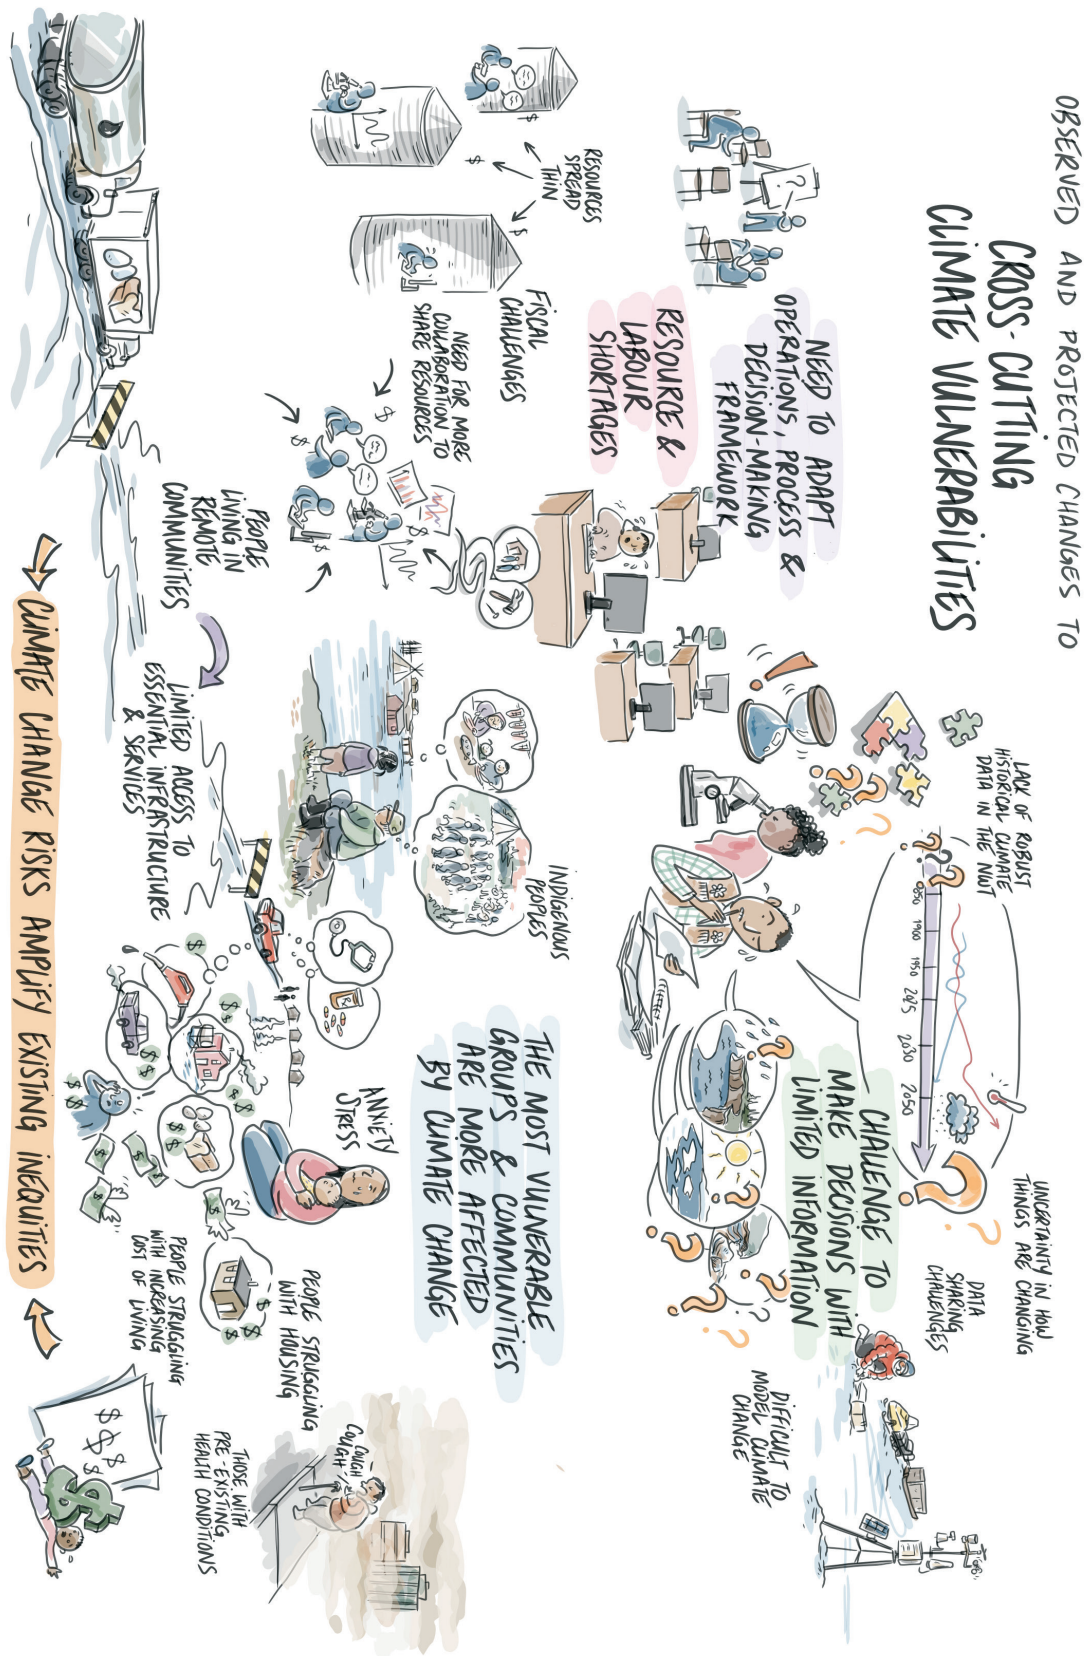 OBSERVED AND PROJECTED CHANGES TO
CROSS-CUTTING
CLIMATE VULNERABILITIES
NEED TO ADAPT
OPERATIONS, PROCESS &
DECISION-MAKING
FRAMEWORK
RESOURCE &
LABOUR
SHORTAGES
RESOURCES
SPREAD
THIN
$
$
$
FISCAL
CHALLENGES
NEED FOR MORE
COLLABORATION TO
SHARE RESOURCES
$
$
$
$
LACK OF ROBUST
HISTORICAL CLIMATE
DATA IN THE NWT
1900
1950
2025
2030
2050
UNCERTAINTY IN HOW
THINGS ARE CHANGING
DATA
SHARING
CHALLENGES
CHALLENGE TO
MAKE DECISIONS WITH
LIMITED INFORMATION
DIFFICULT TO
MODEL CLIMATE
CHANGE
INDIGENOUS
PEOPLES
THE MOST VULNERABLE
GROUPS & COMMUNITIES
ARE MORE AFFECTED
BY CLIMATE CHANGE
PEOPLE
LIVING IN
REMOTE
COMMUNITIES
LIMITED ACCESS TO
ESSENTIAL INFRASTRUCTURE
& SERVICES
Rx
ANXIETY
STRESS
PEOPLE STRUGGLING
WITH HOUSING
PEOPLE STRUGGLING
WITH INCREASING
COST OF LIVING
COUGH
COUGH
THOSE WITH
PRE-EXISTING
HEALTH CONDITIONS
$$$
$
CLIMATE CHANGE RISKS AMPLIFY EXISTING INEQUITIES